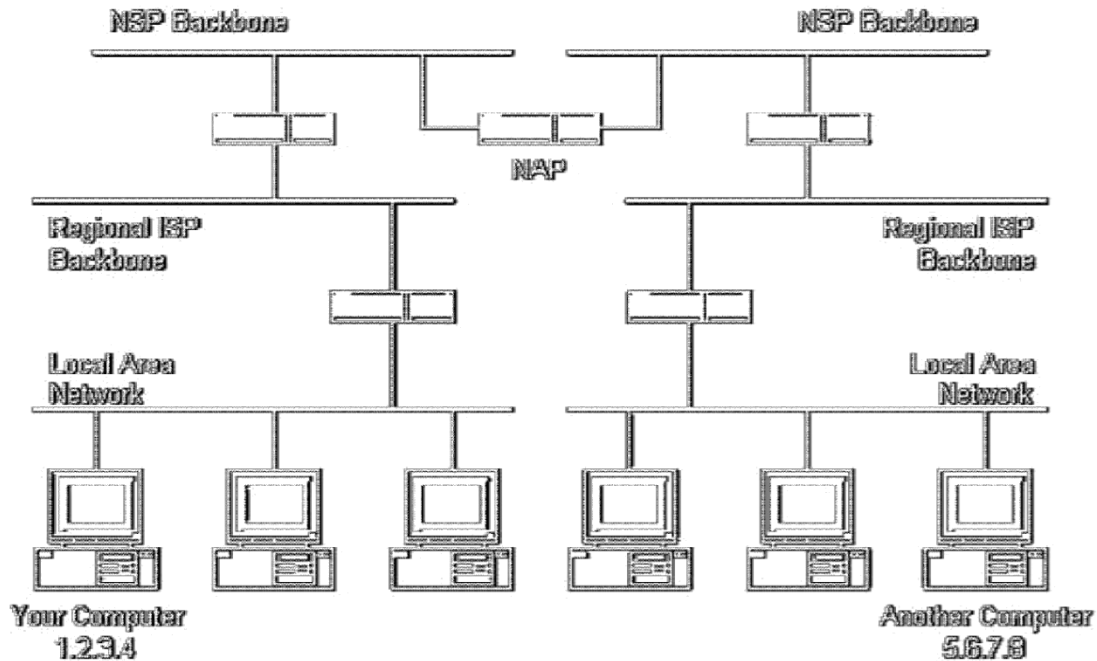 NSP Backbone
NSP Backbone
NAP
Regional ISP
Backbone
Regional ISP
Backbone
Local Area
Network
Local Area
Network
Your Computer
1.2.3.4
Another Computer
5.6.7.8